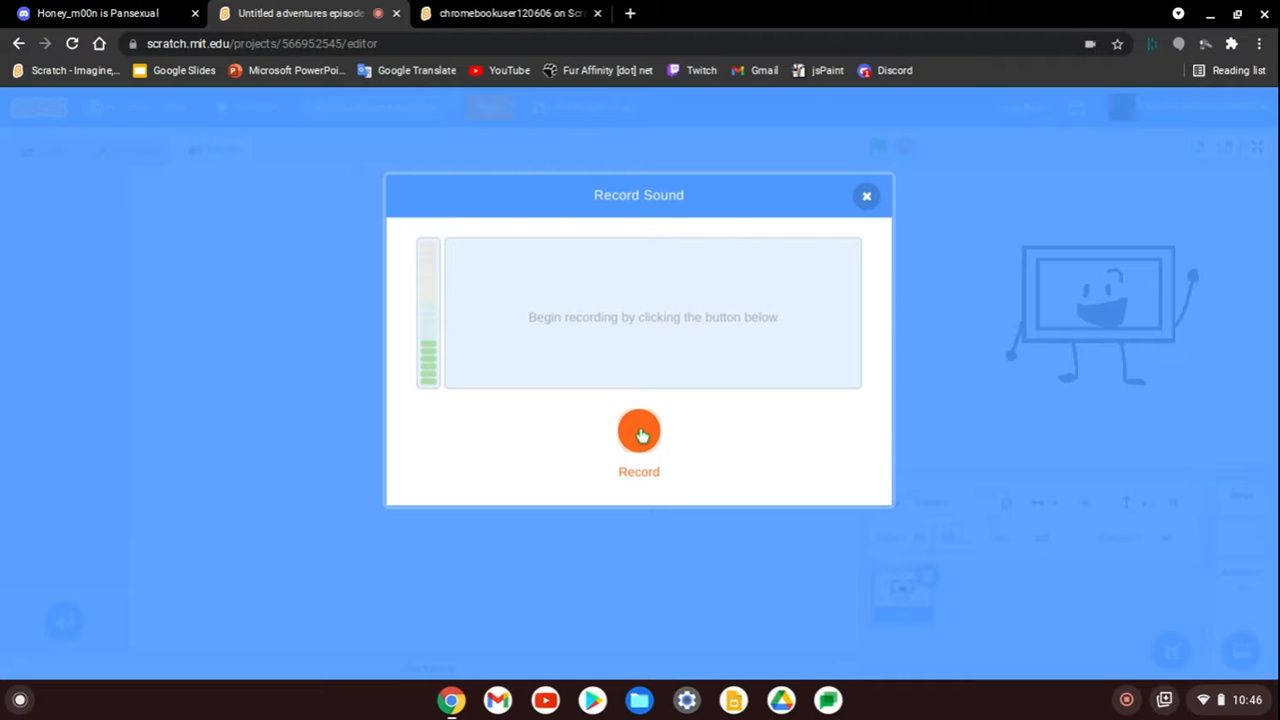 Honey_m00n is Pansexual
Untitled adventures episode
chromebookuser120606 on Scr
scratch.mit.edu/projects/566952545/editor
Scratch - Imagine,...
Google Slides
Microsoft PowerPoi...
Google Translate
YouTube
Fur Affinity [dot] net
Twitch
Gmail
jsPaint
Discord
Reading list
Record Sound
Begin recording by clicking the button below
Record
10:46